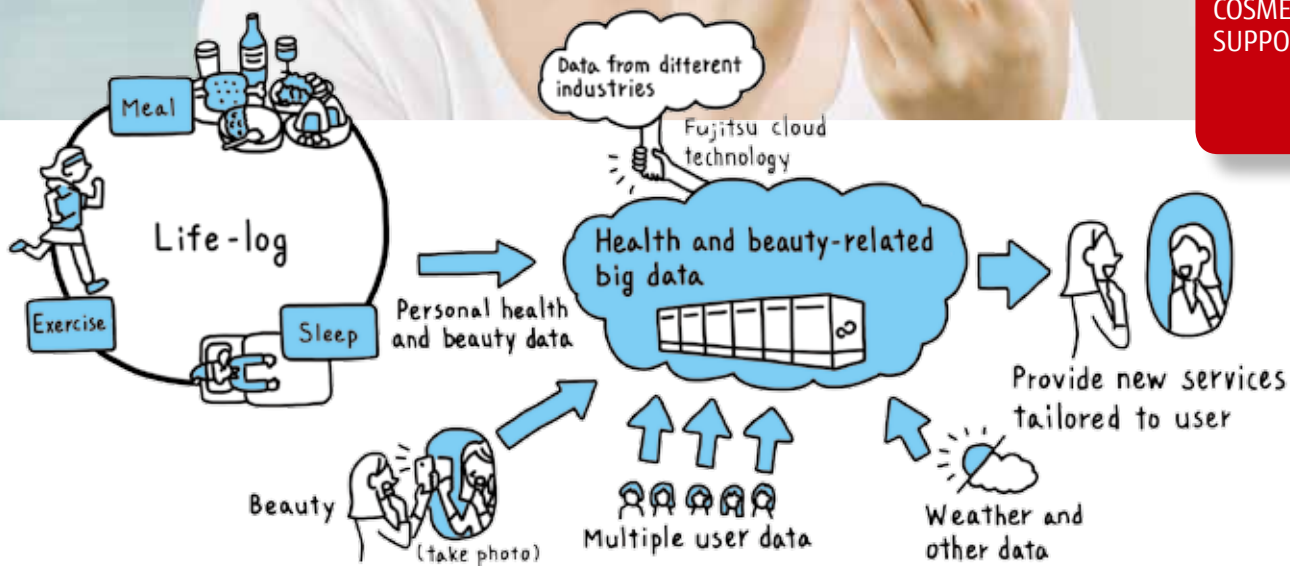 COSME
SUPPO
Data from different
industries
Meal
Fujitsu cloud
technology
Life-log
Health and beauty-related
big data
Exercise
Sleep
Personal health
and beauty data
Provide new services
tailored to user
Beauty
(take photo)
Multiple user data
Weather and
other data